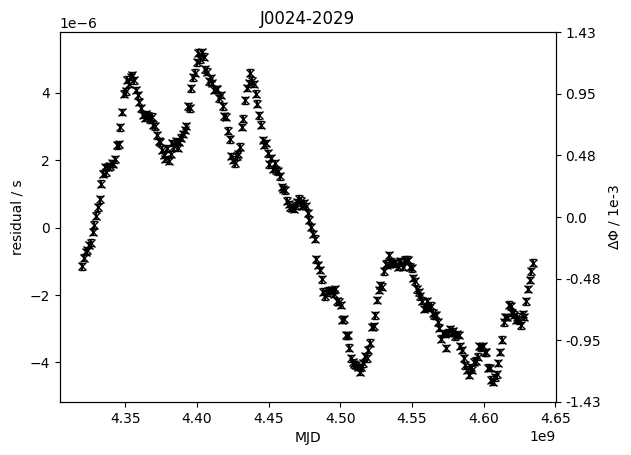 J0024-2029
1e−6
4
2
0
−2
−4
residual / s
1.43
0.95
0.48
0.0
-0.48
-0.95
-1.43
ΔΦ / 1e-3
4.35 4.40 4.45 4.50 4.55 4.60 4.65
MJD
1e9